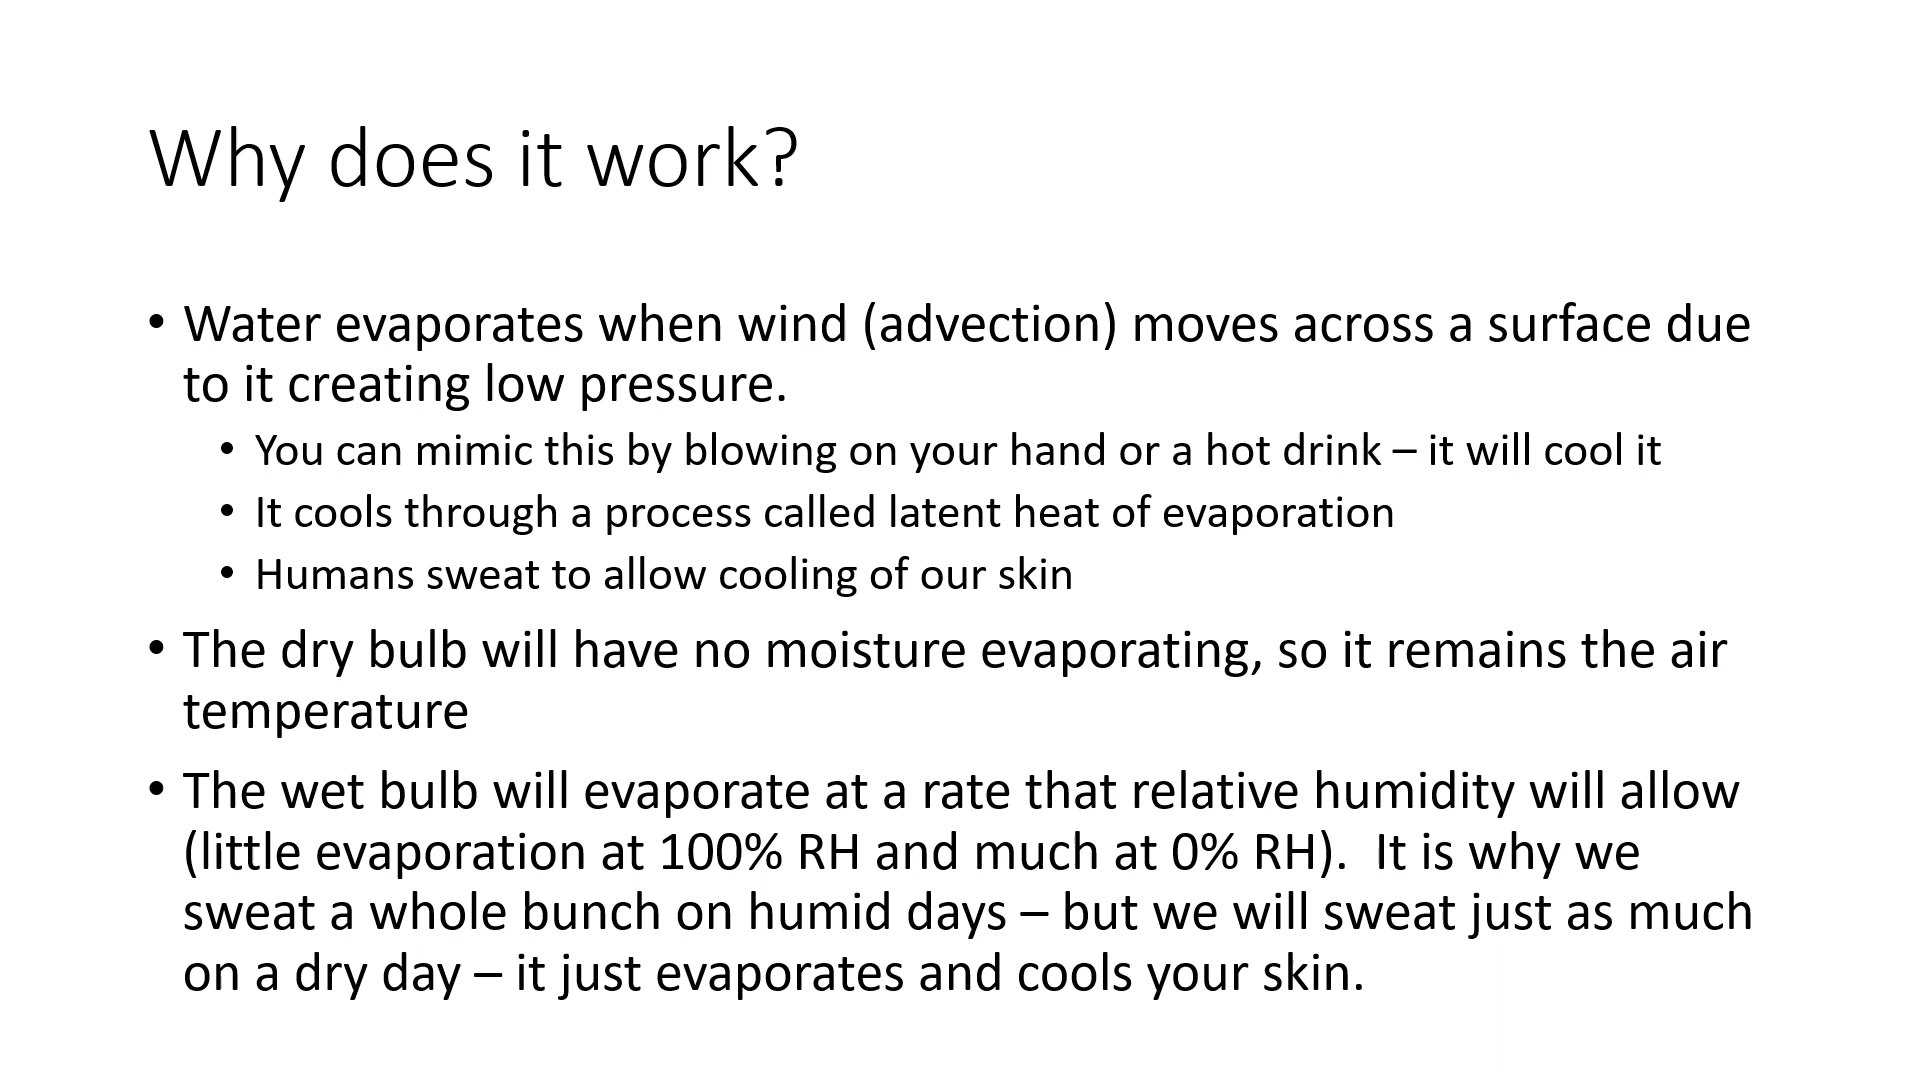 Why does it work?
• Water evaporates when wind (advection) moves across a surface due
to it creating low pressure.
• You can mimic this by blowing on your hand or a hot drink – it will cool it
• It cools through a process called latent heat of evaporation
• Humans sweat to allow cooling of our skin
• The dry bulb will have no moisture evaporating, so it remains the air
temperature
• The wet bulb will evaporate at a rate that relative humidity will allow
(little evaporation at 100% RH and much at 0% RH).  It is why we
sweat a whole bunch on humid days – but we will sweat just as much
on a dry day – it just evaporates and cools your skin.